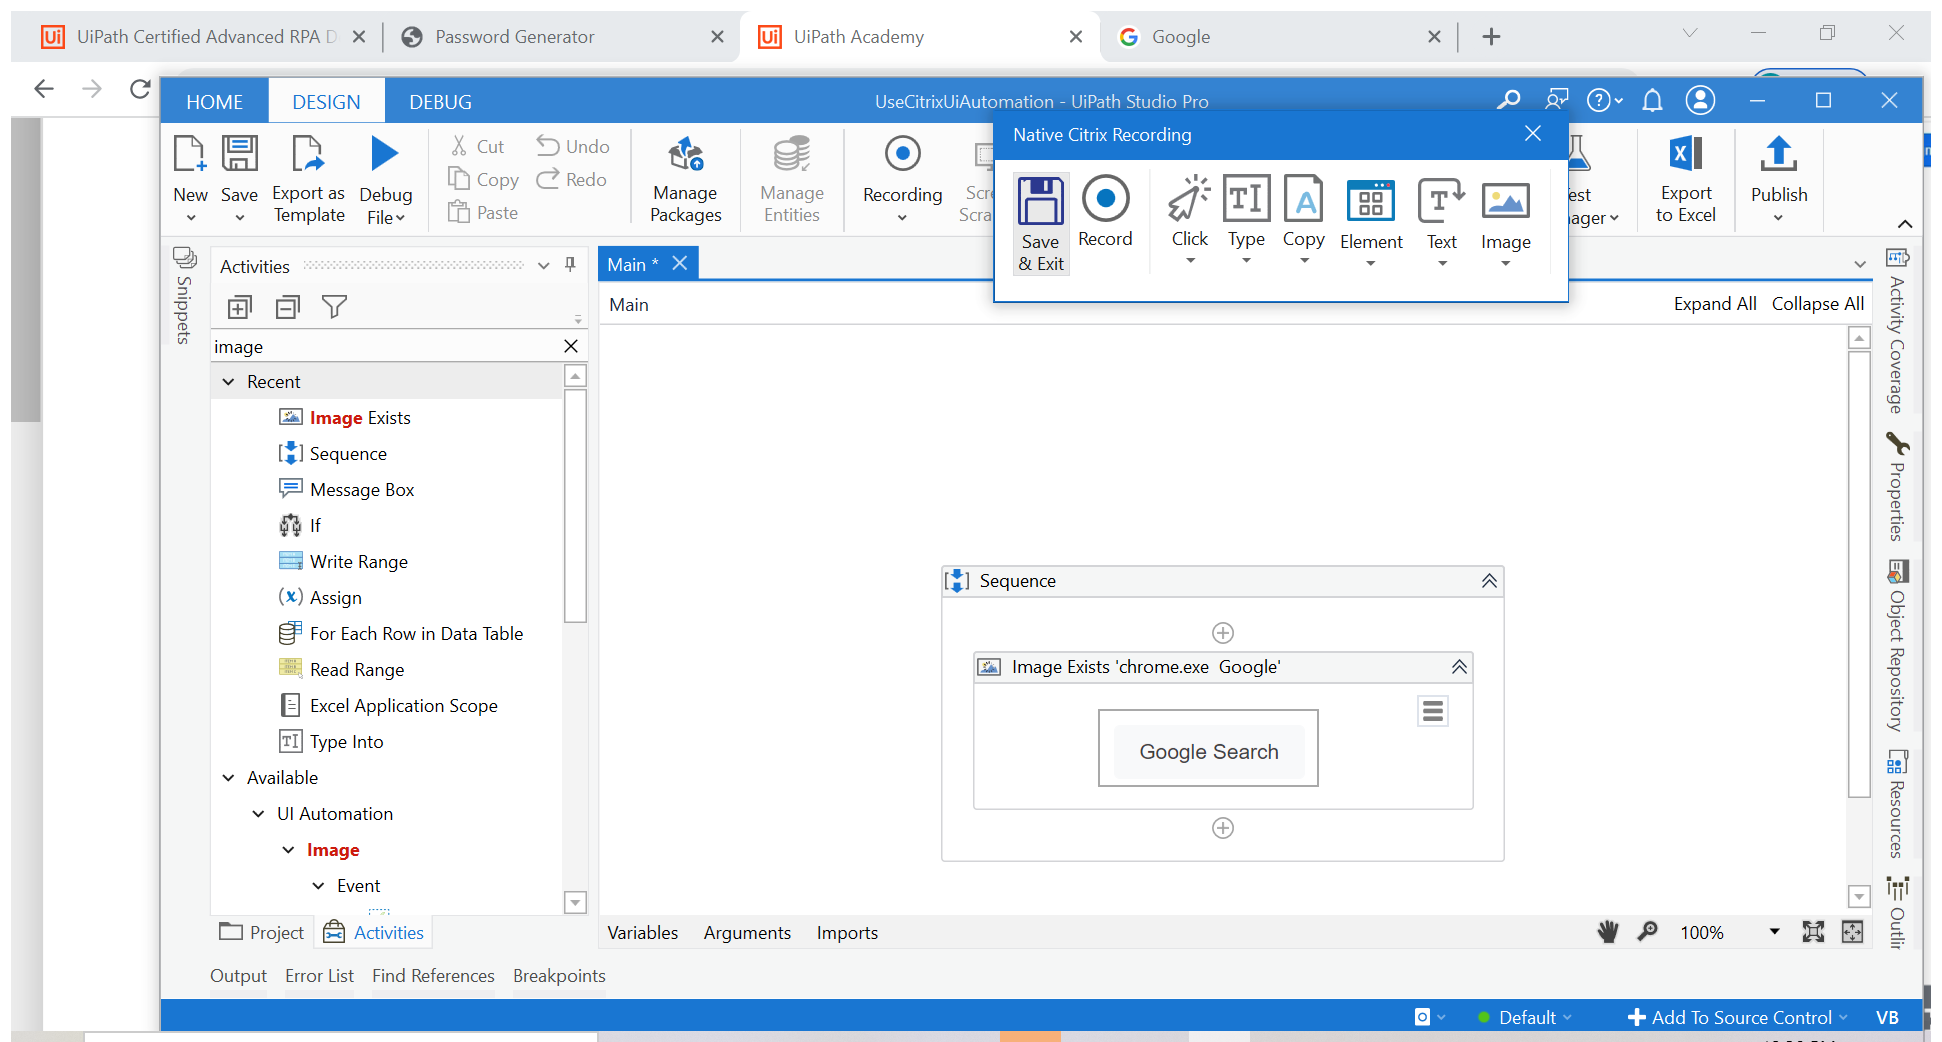 UiPath Certified Advanced RPA D
Password Generator
UiPath Academy
Google
HOME
DESIGN
DEBUG
UseCitrixUiAutomation - UiPath Studio Pro
New
Save
Export as
Template
Debug
File
Cut
Copy
Paste
Undo
Redo
Manage
Packages
Manage
Entities
Recording
Native Citrix Recording
Save
& Exit
Record
Click
Type
Copy
Element
Text
Image
Export
to Excel
Publish
Snippets
Activities
image
Recent
Image Exists
Sequence
Message Box
If
Write Range
Assign
For Each Row in Data Table
Read Range
Excel Application Scope
Type Into
Available
UI Automation
Image
Event
Project
Activities
Main *
Main
Expand All
Collapse All
Sequence
Image Exists 'chrome.exe  Google'
Google Search
Variables
Arguments
Imports
100%
Activity Coverage
Properties
Object Repository
Resources
Output
Error List
Find References
Breakpoints
Default
Add To Source Control
VB